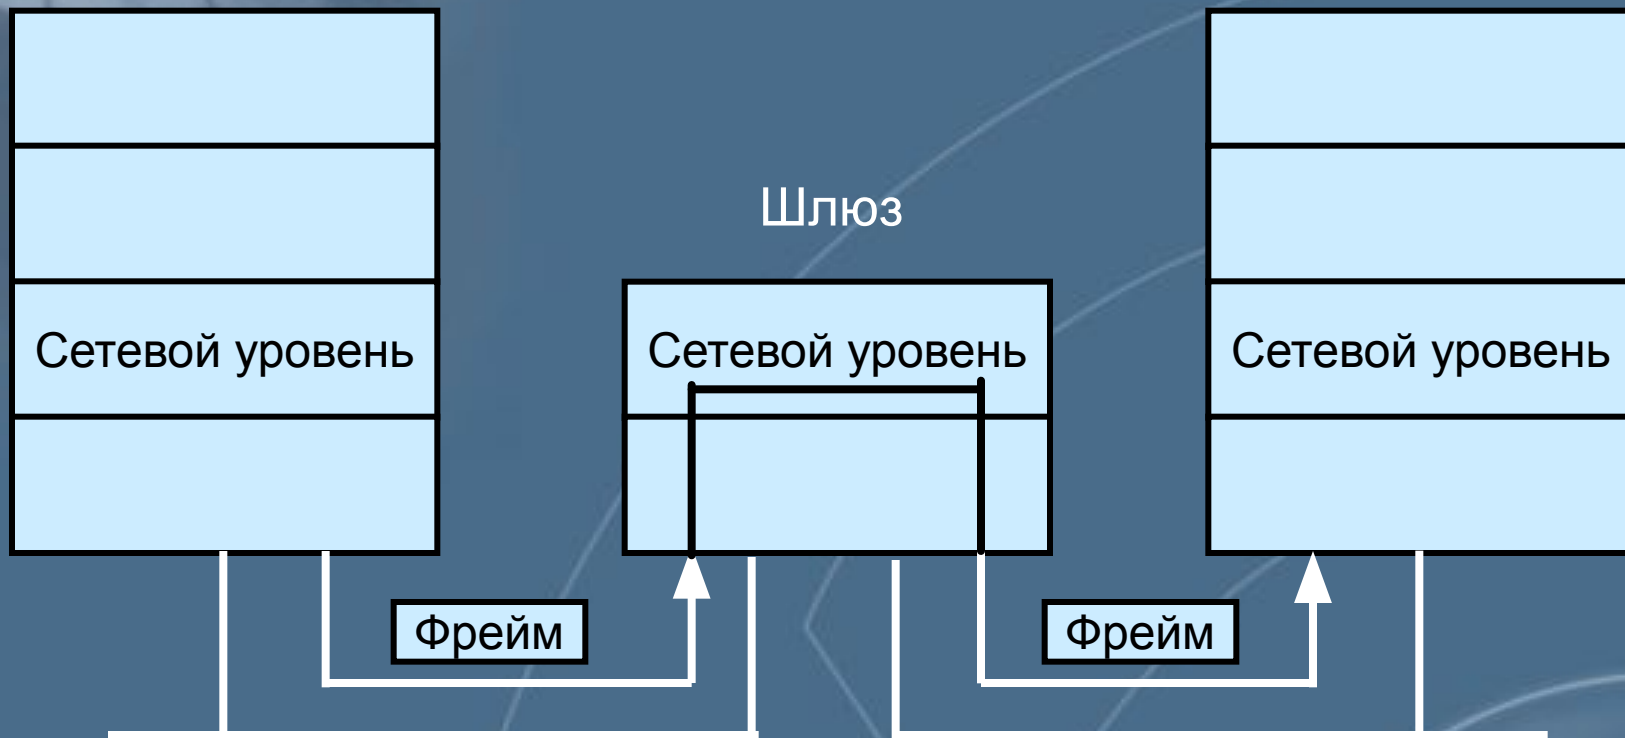 Шлюз
Сетевой уровень
Сетевой уровень
Сетевой уровень
Фрейм
Фрейм